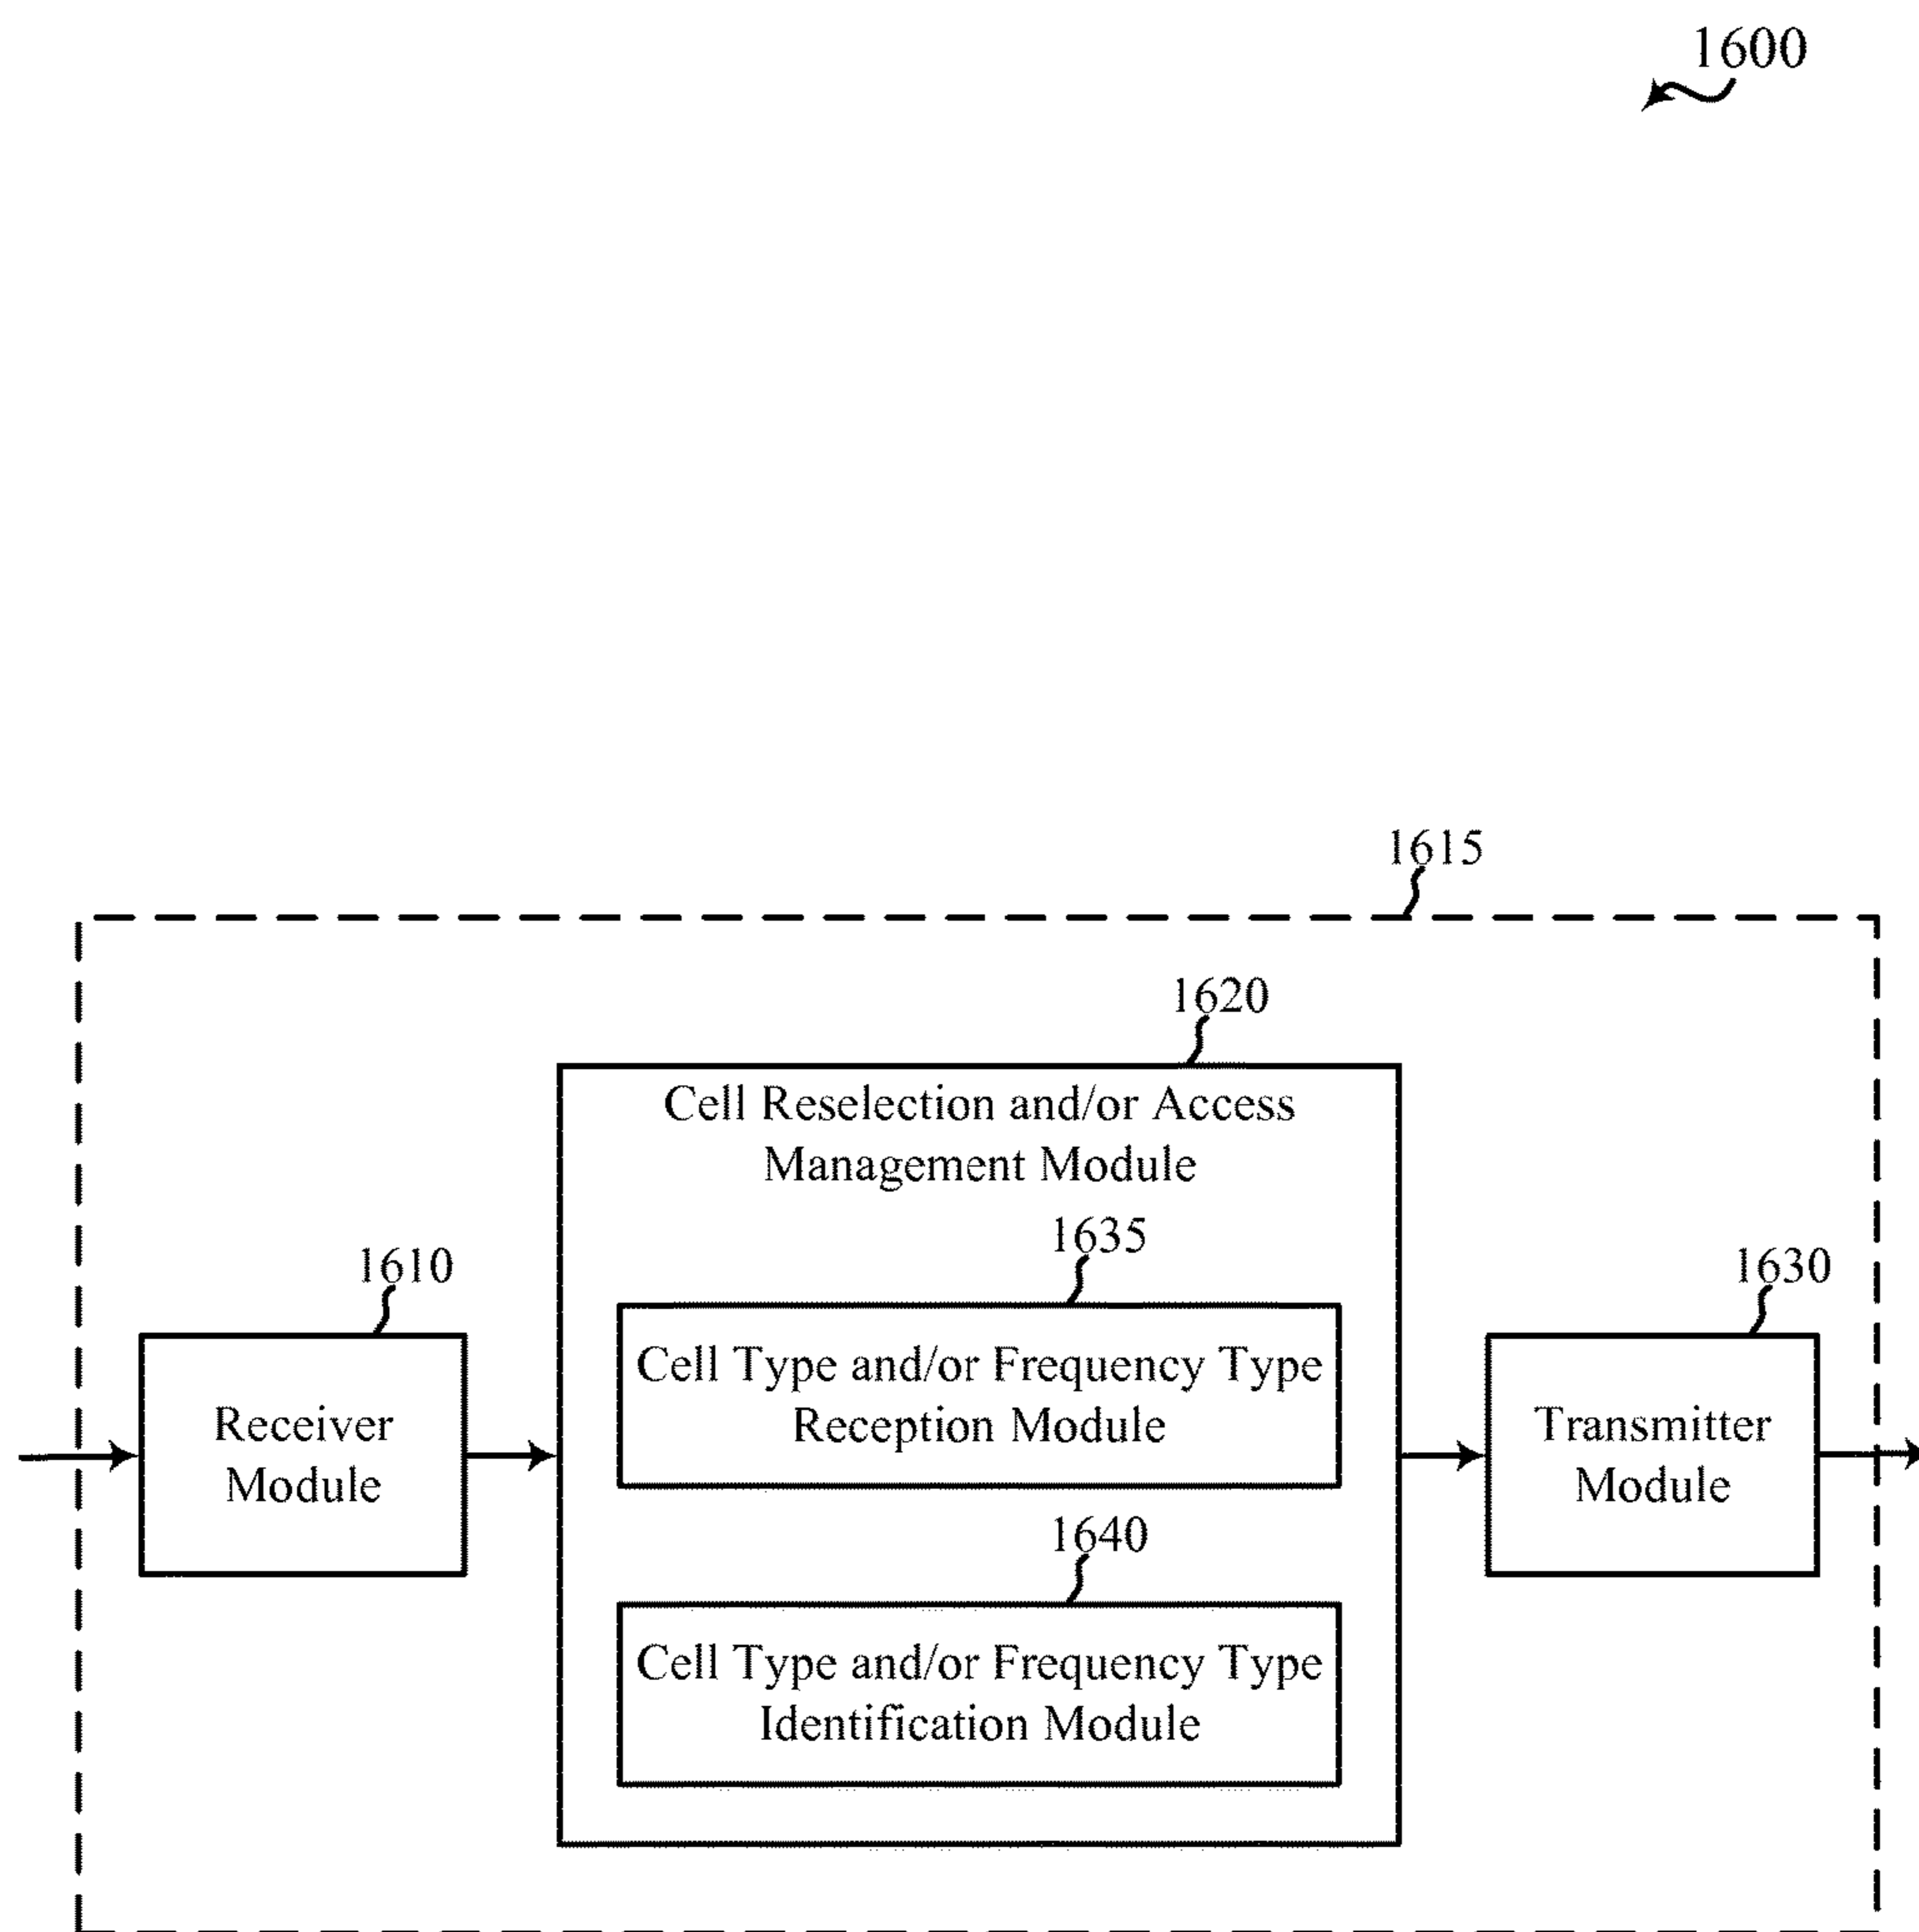 1600
1615
1620
Cell Reselection and/or Access
Management Module
1635
1610
1630
Cell Type and/or Frequency Type
Reception Module
Receiver
Module
Transmitter
Module
1640
Cell Type and/or Frequency Type
Identification Module